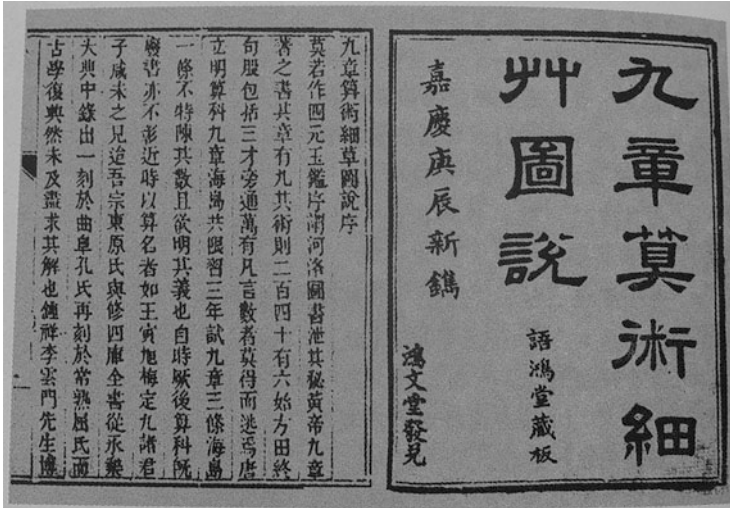 九章算術細
艸圖說
嘉慶庚辰新鐫
語鴻堂藏板
鴻文堂發兌
九章算術細草圖說序
莫若作四元玉鑑序謂河洛圖書泄其秘黃帝九章
著之書其章有九其術則二百四十有六始方田終
句股包括三才旁通萬有凡言數者莫得而逃焉唐
立明算科九章海島共限習三年試九章三條海島
一條不特陳其數且欲明其義也自時厥後算科旣
廢書亦不彰近時以算名者如王寅旭梅定九諸君
子咸未之見迨吾宗東原氏與修四庫全書從永樂
大典中錄出一刻於曲阜孔氏再刻於常熟屈氏而
古學復興然未及盡求其解也鍾祥李雲門先生博